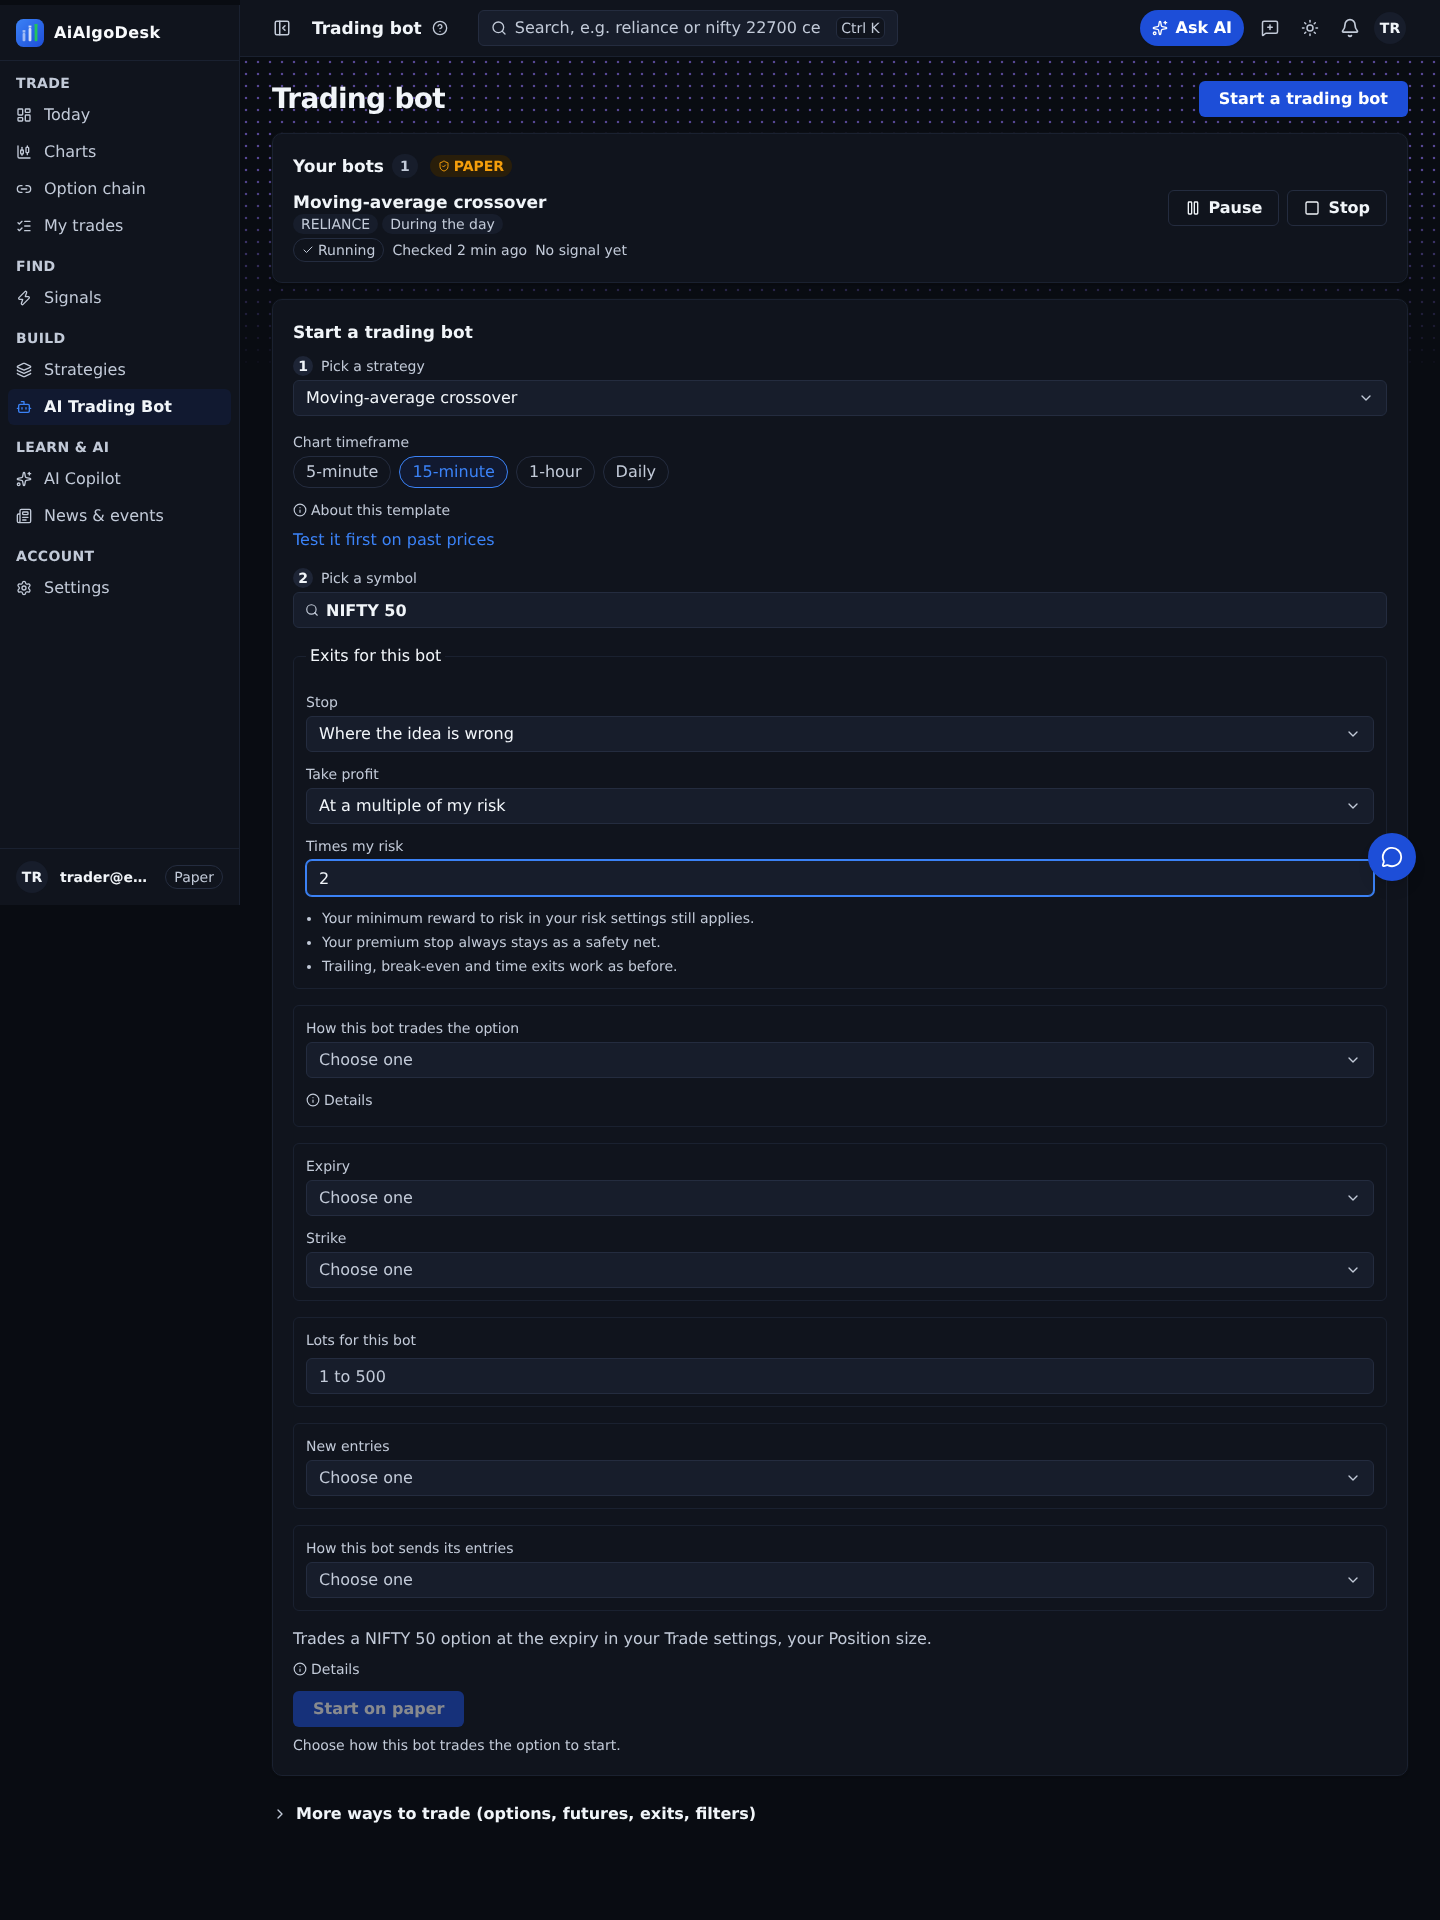 AiAlgoDesk
TRADE
Today
Charts
Option chain
My trades
FIND
Signals
BUILD
Strategies
AI Trading Bot
LEARN & AI
AI Copilot
News & events
ACCOUNT
Settings
TR trader@e... Paper
Trading bot
Search, e.g. reliance or nifty 22700 ce Ctrl K
Ask AI
TR
Trading bot
Start a trading bot
Your bots 1 PAPER
Moving-average crossover
RELIANCE During the day
Running Checked 2 min ago No signal yet
Pause Stop
Start a trading bot
1 Pick a strategy
Moving-average crossover
Chart timeframe
5-minute 15-minute 1-hour Daily
About this template
Test it first on past prices
2 Pick a symbol
NIFTY 50
Exits for this bot
Stop
Where the idea is wrong
Take profit
At a multiple of my risk
Times my risk
2
• Your minimum reward to risk in your risk settings still applies.
• Your premium stop always stays as a safety net.
• Trailing, break-even and time exits work as before.
How this bot trades the option
Choose one
Details
Expiry
Choose one
Strike
Choose one
Lots for this bot
1 to 500
New entries
Choose one
How this bot sends its entries
Choose one
Trades a NIFTY 50 option at the expiry in your Trade settings, your Position size.
Details
Start on paper
Choose how this bot trades the option to start.
More ways to trade (options, futures, exits, filters)